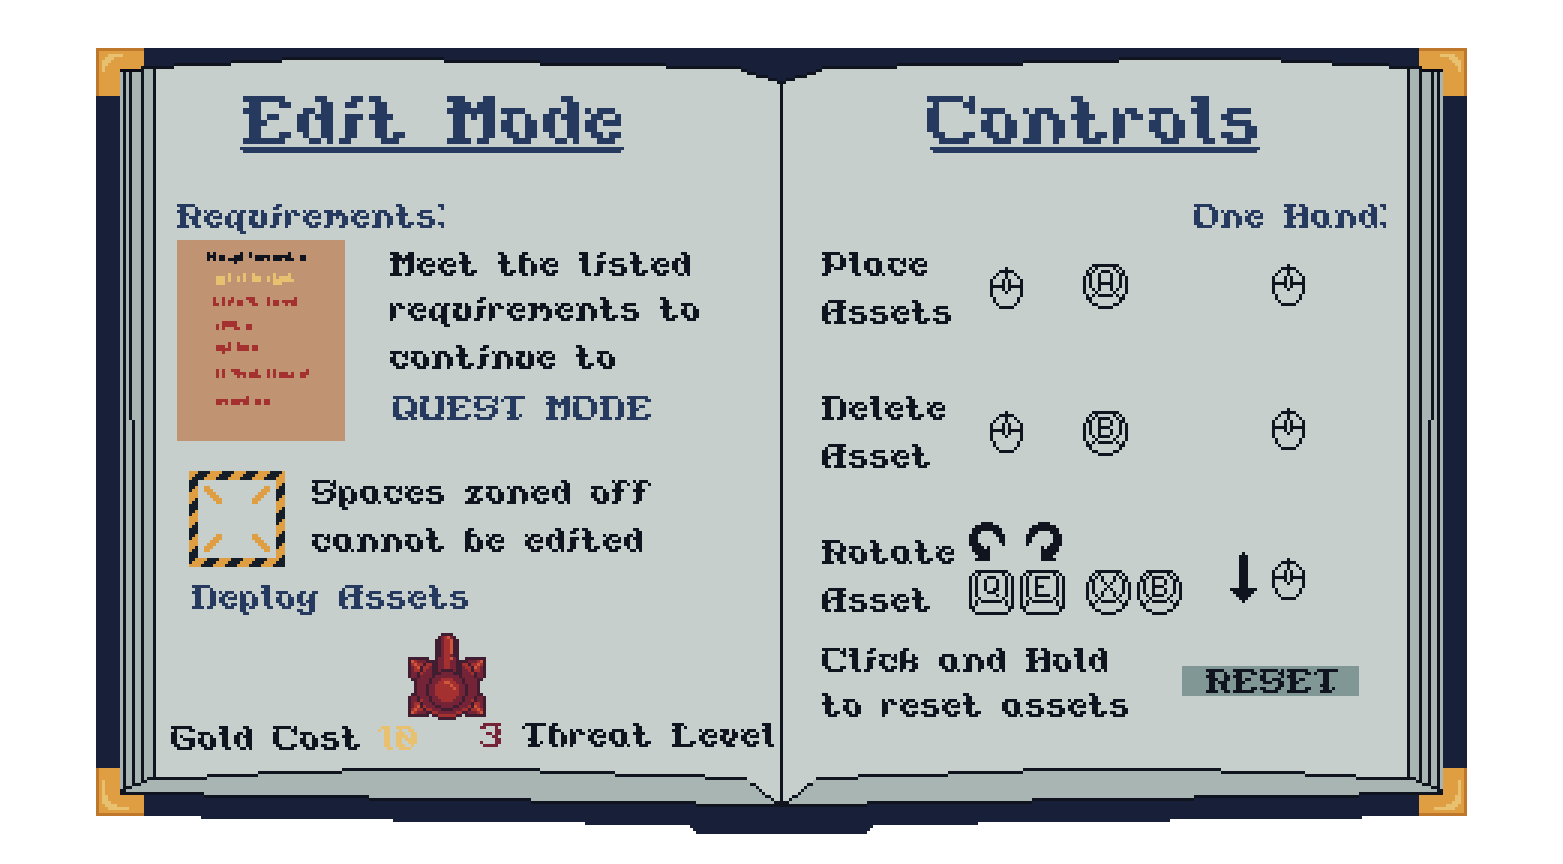 Edit Mode
Requirements:
Meet the listed
requirements to
continue to
QUEST MODE
Spaces zoned off
cannot be edited
Deploy Assets
Gold Cost 10 3 Threat Level
Controls
One Hand:
Place
Assets
A
Delete
Asset
B
Rotate
Asset
Q E X B
Click and Hold
to reset assets
RESET